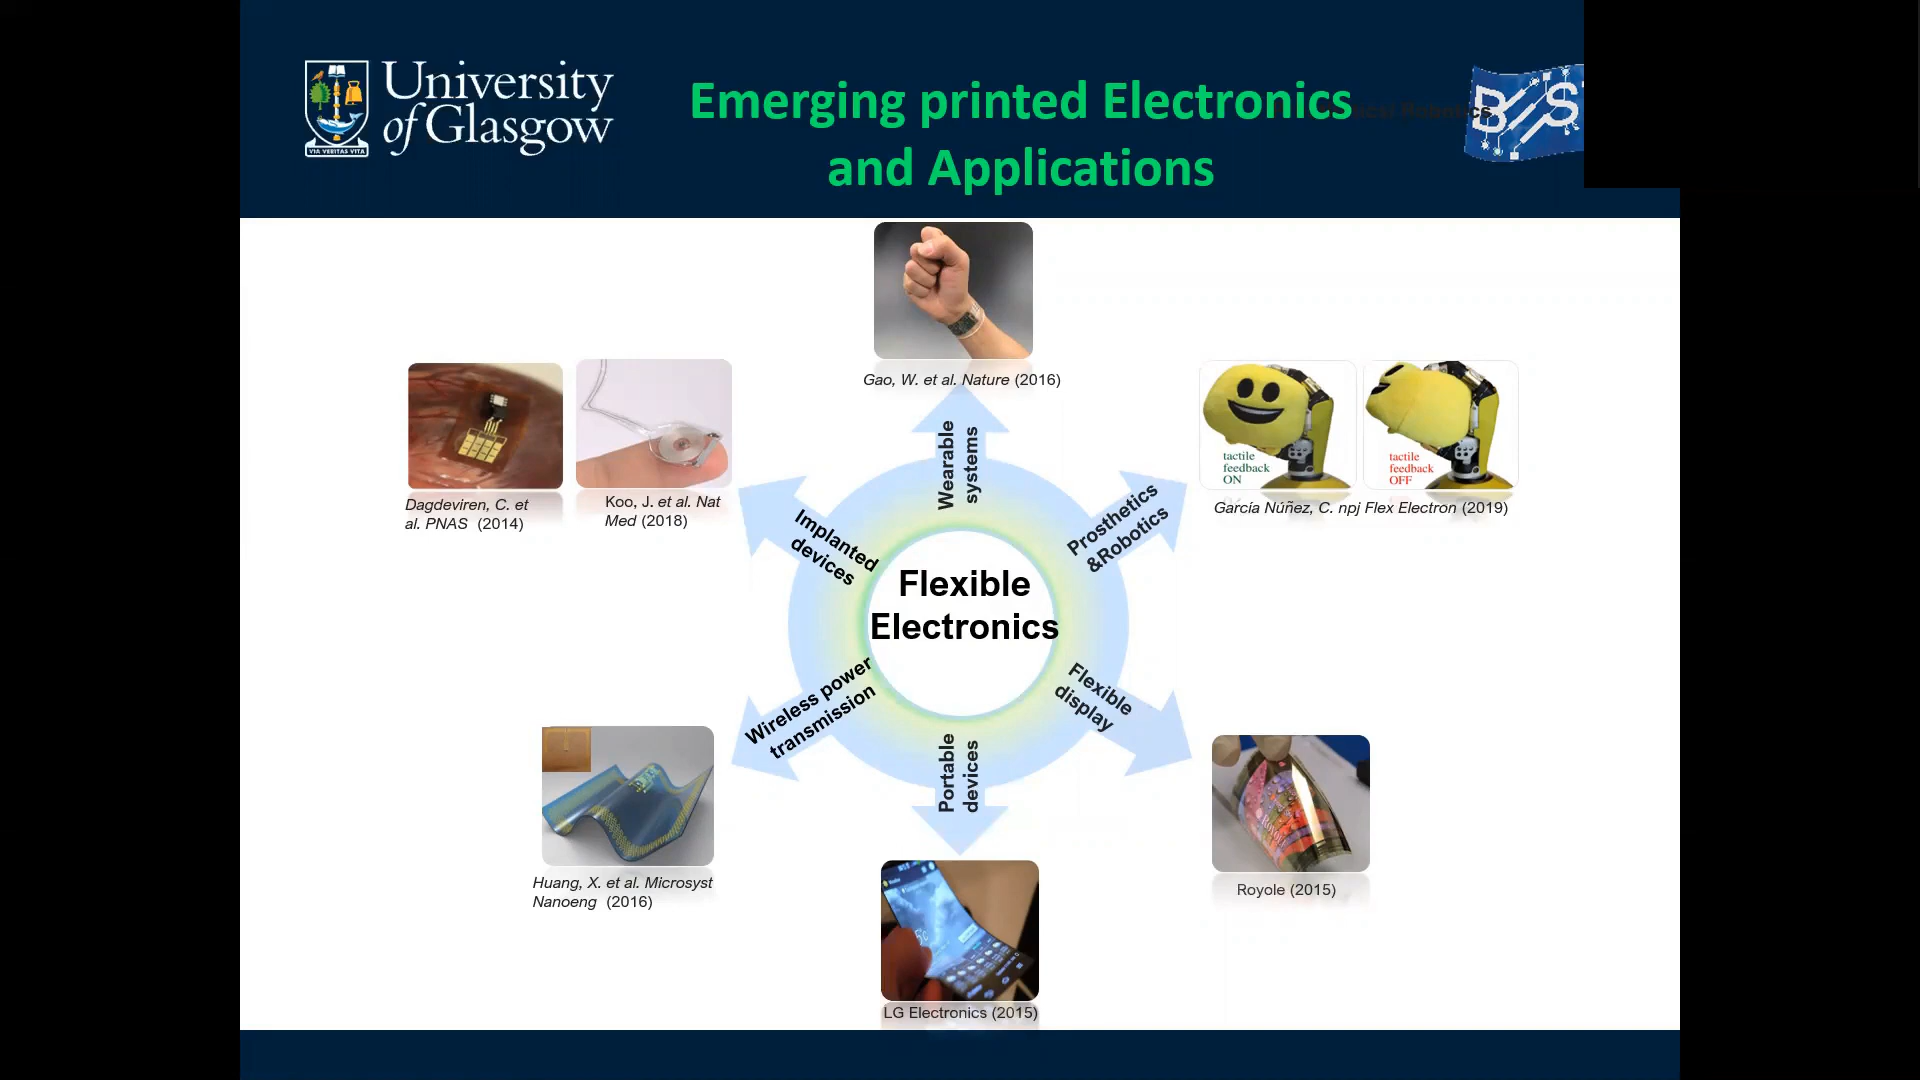 University
of Glasgow
VIA VERITAS VITA
Emerging printed Electronics
and Applications
B/ST
Gao, W. et al. Nature (2016)
Dagdeviren, C. et
al. PNAS (2014)
Koo, J. et al. Nat
Med (2018)
tactile
feedback
ON
tactile
feedback
OFF
García Núñez, C. npj Flex Electron (2019)
Wearable
systems
Prosthetics
&Robotics
Implanted
devices
Flexible
Electronics
Wireless power
transmission
Flexible
display
Portable
devices
Huang, X. et al. Microsyst
Nanoeng (2016)
Royole
Royole (2015)
LG Electronics (2015)